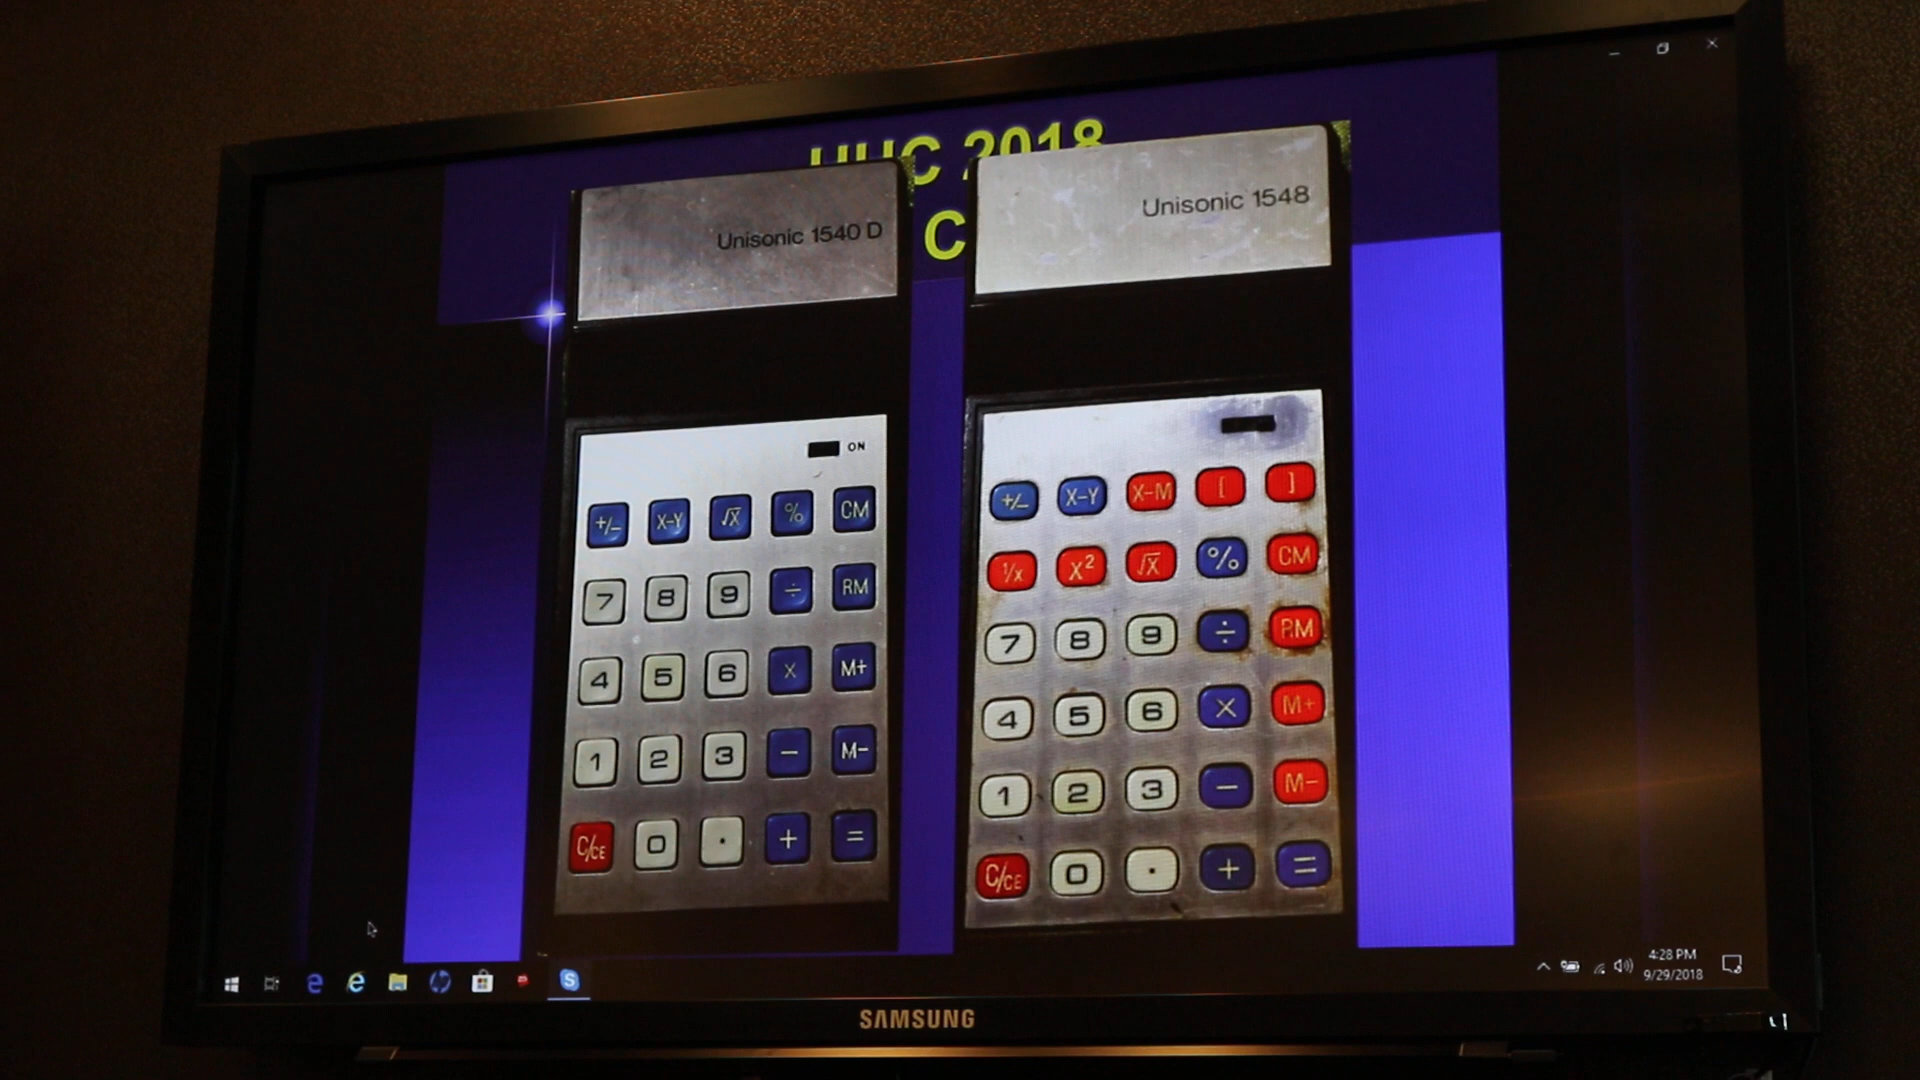 2018
C
Unisonic 1540 D
Unisonic 1548
ON
+/− X−Y √X % CM
7 8 9 ÷ RM
4 5 6 × M+
1 2 3 − M−
C/CE 0 . + =
+/− X−Y X−M [ ]
1/x X² √X % CM
7 8 9 ÷ RM
4 5 6 × M+
1 2 3 − M−
C/CE 0 . + =
4:28 PM
9/29/2018
SAMSUNG